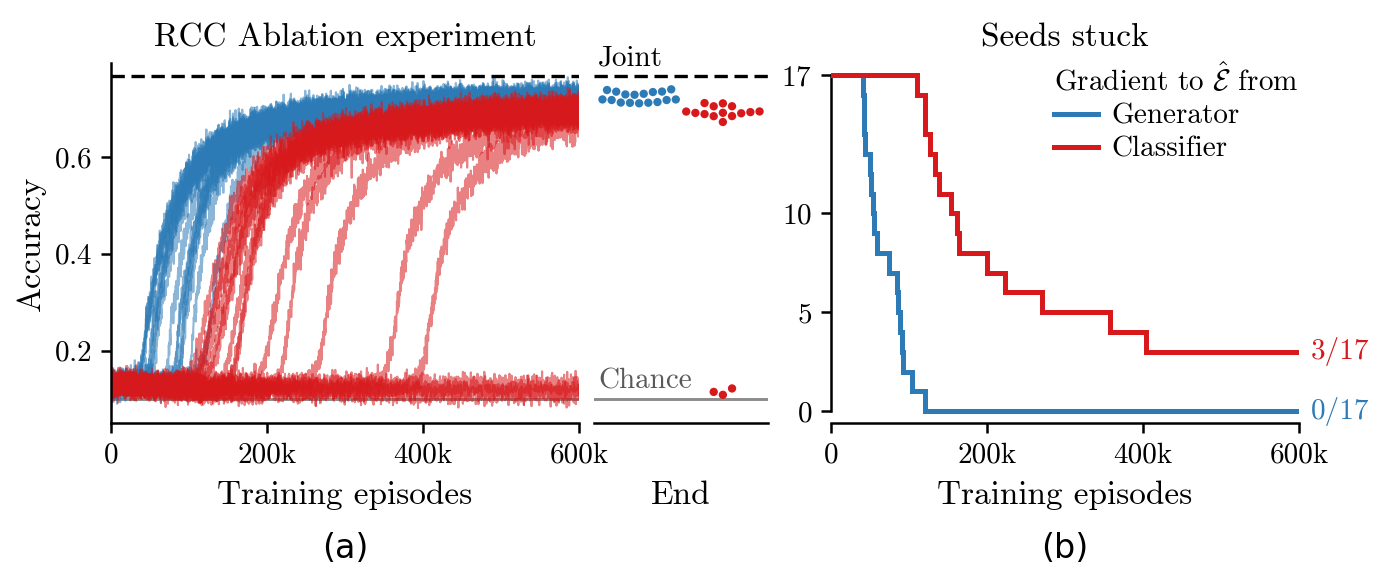 RCC Ablation experiment
Accuracy
0.6
0.4
0.2
0
200k
400k
600k
Training episodes
Joint
Chance
End
(a)
Seeds stuck
17
10
5
0
Gradient to $\hat{\mathcal{E}}$ from
Generator
Classifier
3/17
0/17
0
200k
400k
600k
Training episodes
(b)